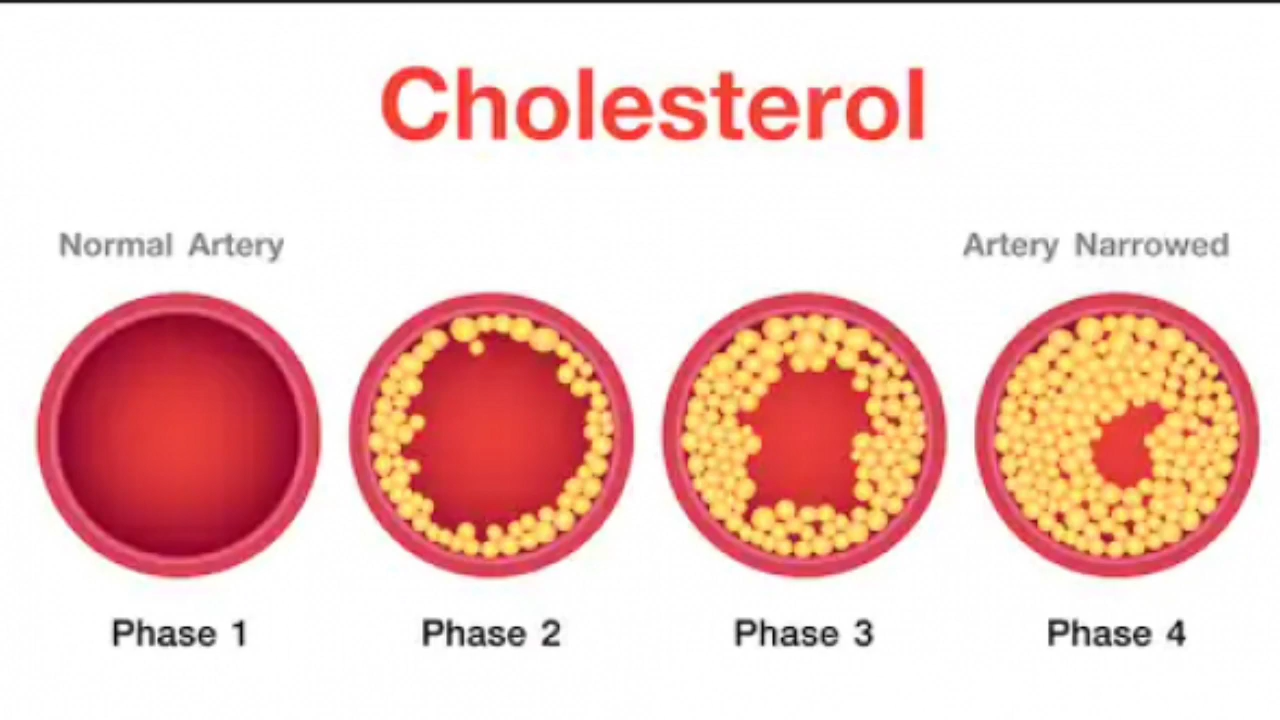 Cholesterol
Normal Artery
Artery Narrowed
Phase 1
Phase 2
Phase 3
Phase 4